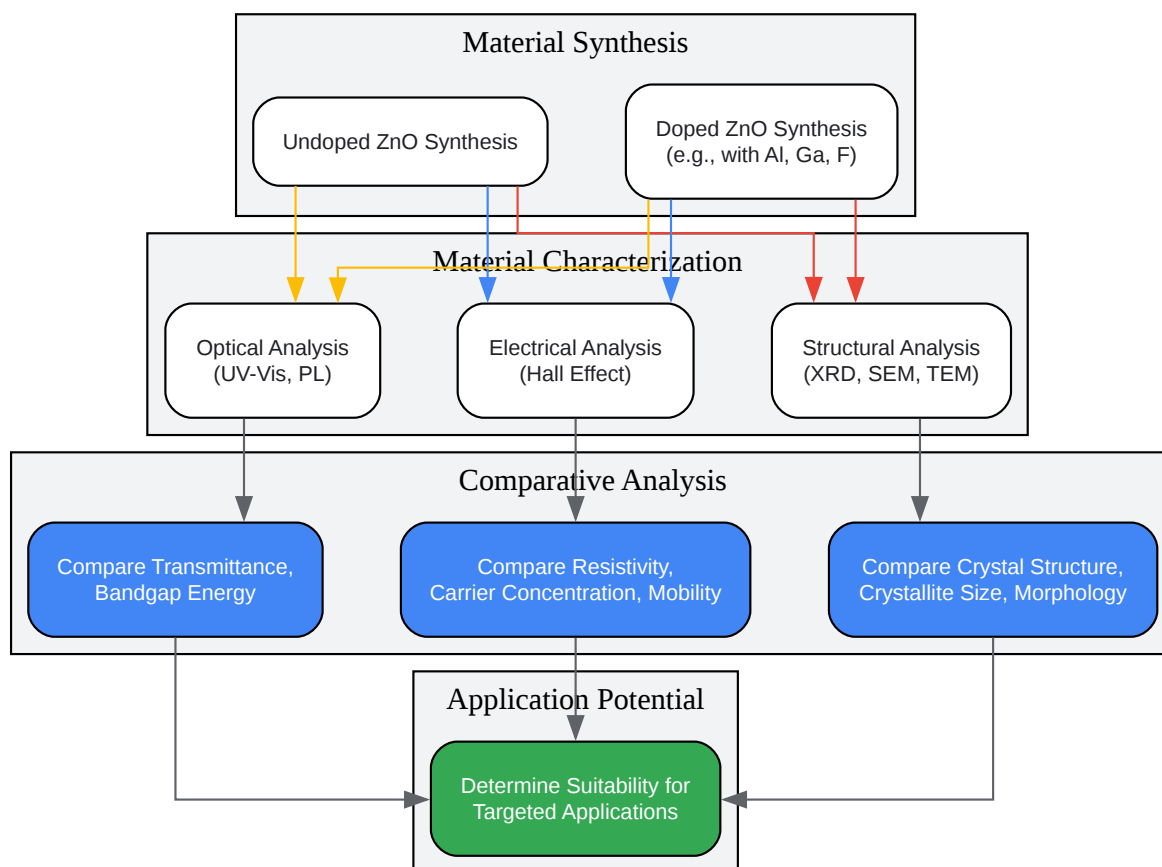 Material Synthesis
Undoped ZnO Synthesis
Doped ZnO Synthesis
(e.g., with Al, Ga, F)
Material Characterization
Optical Analysis
(UV-Vis, PL)
Electrical Analysis
(Hall Effect)
Structural Analysis
(XRD, SEM, TEM)
Comparative Analysis
Compare Transmittance,
Bandgap Energy
Compare Resistivity,
Carrier Concentration, Mobility
Compare Crystal Structure,
Crystallite Size, Morphology
Application Potential
Determine Suitability for
Targeted Applications